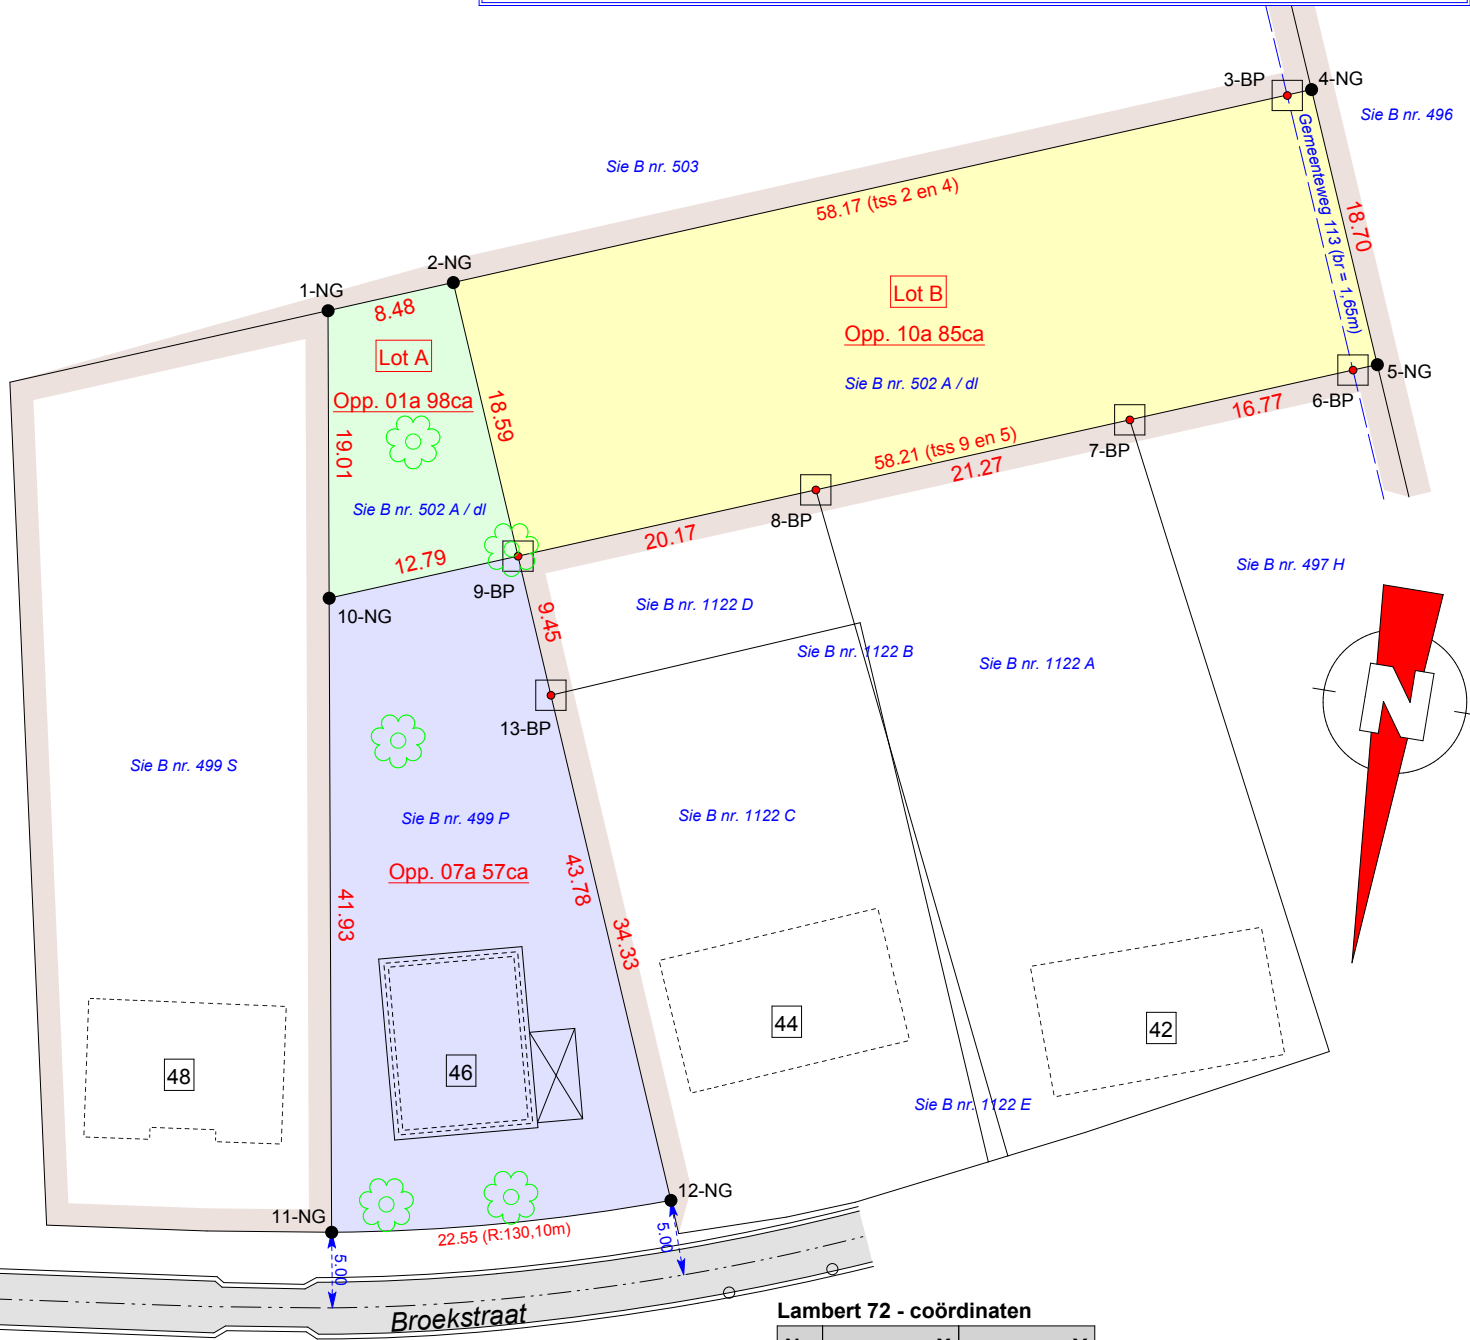 3-BP
4-NG
Sie B nr. 496
Gemeenteweg 113 (br = 1,65m)
Sie B nr. 503
58.17 (tss 2 en 4)
18.70
2-NG
1-NG
8.48
Lot B
Lot A
Opp. 10a 85ca
Sie B nr. 502 A / dl
5-NG
6-BP
Opp. 01a 98ca
18.59
16.77
19.01
58.21 (tss 9 en 5)
7-BP
21.27
Sie B nr. 502 A / dl
8-BP
20.17
12.79
9-BP
Sie B nr. 497 H
10-NG
9.45
Sie B nr. 1122 D
Sie B nr. 1122 B
Sie B nr. 1122 A
N
13-BP
Sie B nr. 499 S
Sie B nr. 499 P
Sie B nr. 1122 C
Opp. 07a 57ca
43.78
41.93
34.33
44
42
48
46
Sie B nr. 1122 E
12-NG
11-NG
22.55 (R:130,10m)
5.00
5.00
Broekstraat
Lambert 72 - coördinaten